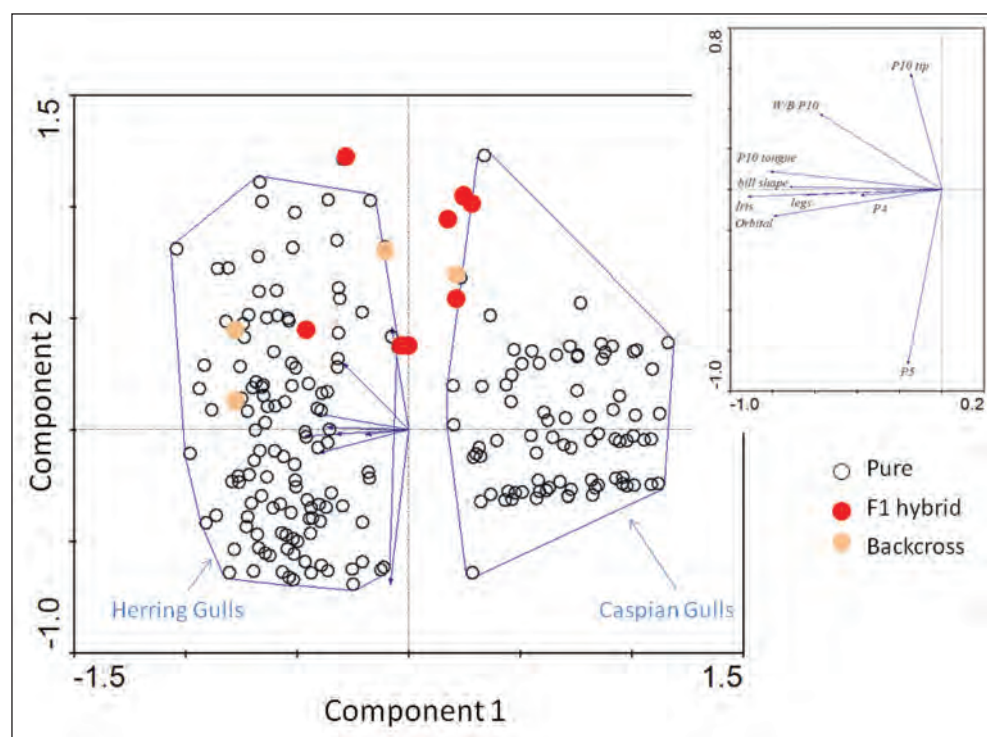 1.5
Component 2
-1.0
-1.5
Component 1
1.5
Herring Gulls
Caspian Gulls
0.8
P10 tip
W/B P10
P10 tongue
bill shape
Iris
legs
P4
Orbital
P5
-1.0
-1.0
0.2
Pure
F1 hybrid
Backcross